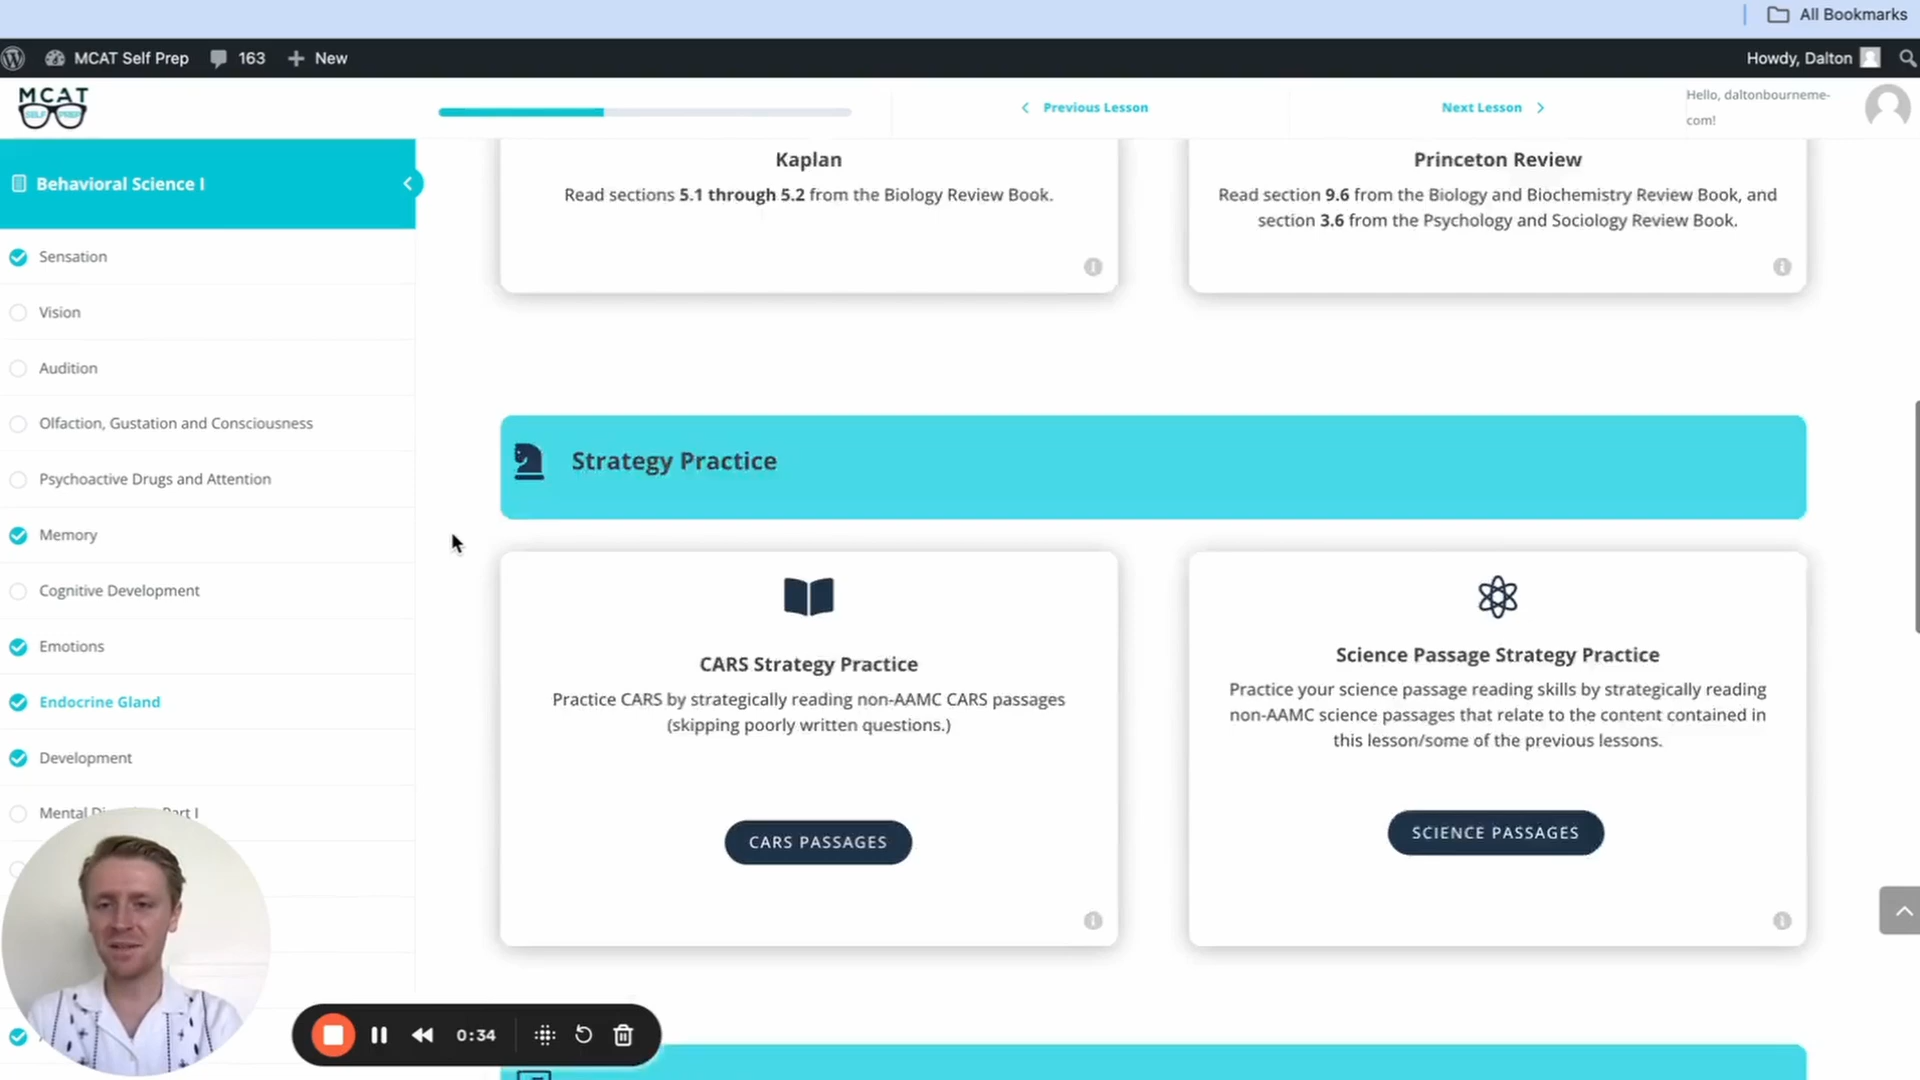 All Bookmarks
MCAT Self Prep
163
New
Howdy, Dalton
MCAT
SELF PREP
Previous Lesson
Next Lesson
Hello, daltonbourneme-
com!
Behavioral Science I
Sensation
Vision
Audition
Olfaction, Gustation and Consciousness
Psychoactive Drugs and Attention
Memory
Cognitive Development
Emotions
Endocrine Gland
Development
Mental
Part I
Kaplan
Read sections 5.1 through 5.2 from the Biology Review Book.
Princeton Review
Read section 9.6 from the Biology and Biochemistry Review Book, and
section 3.6 from the Psychology and Sociology Review Book.
Strategy Practice
CARS Strategy Practice
Practice CARS by strategically reading non-AAMC CARS passages
(skipping poorly written questions.)
CARS PASSAGES
Science Passage Strategy Practice
Practice your science passage reading skills by strategically reading
non-AAMC science passages that relate to the content contained in
this lesson/some of the previous lessons.
SCIENCE PASSAGES
0:34